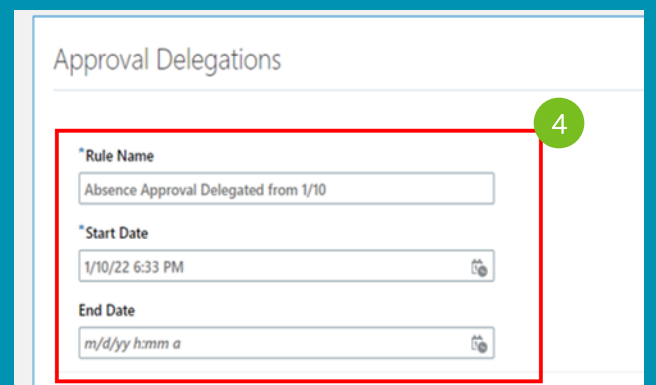 Approval Delegations
4
*Rule Name
Absence Approval Delegated from 1/10
*Start Date
1/10/22 6:33 PM
End Date
m/d/yy h:mm a